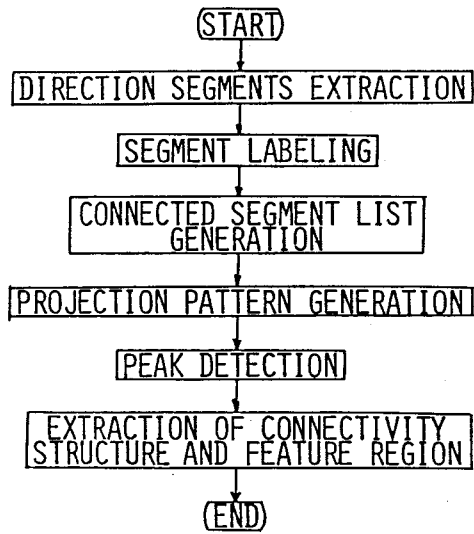 START
DIRECTION SEGMENTS EXTRACTION
SEGMENT LABELING
CONNECTED SEGMENT LIST
GENERATION
PROJECTION PATTERN GENERATION
PEAK DETECTION
EXTRACTION OF CONNECTIVITY
STRUCTURE AND FEATURE REGION
END